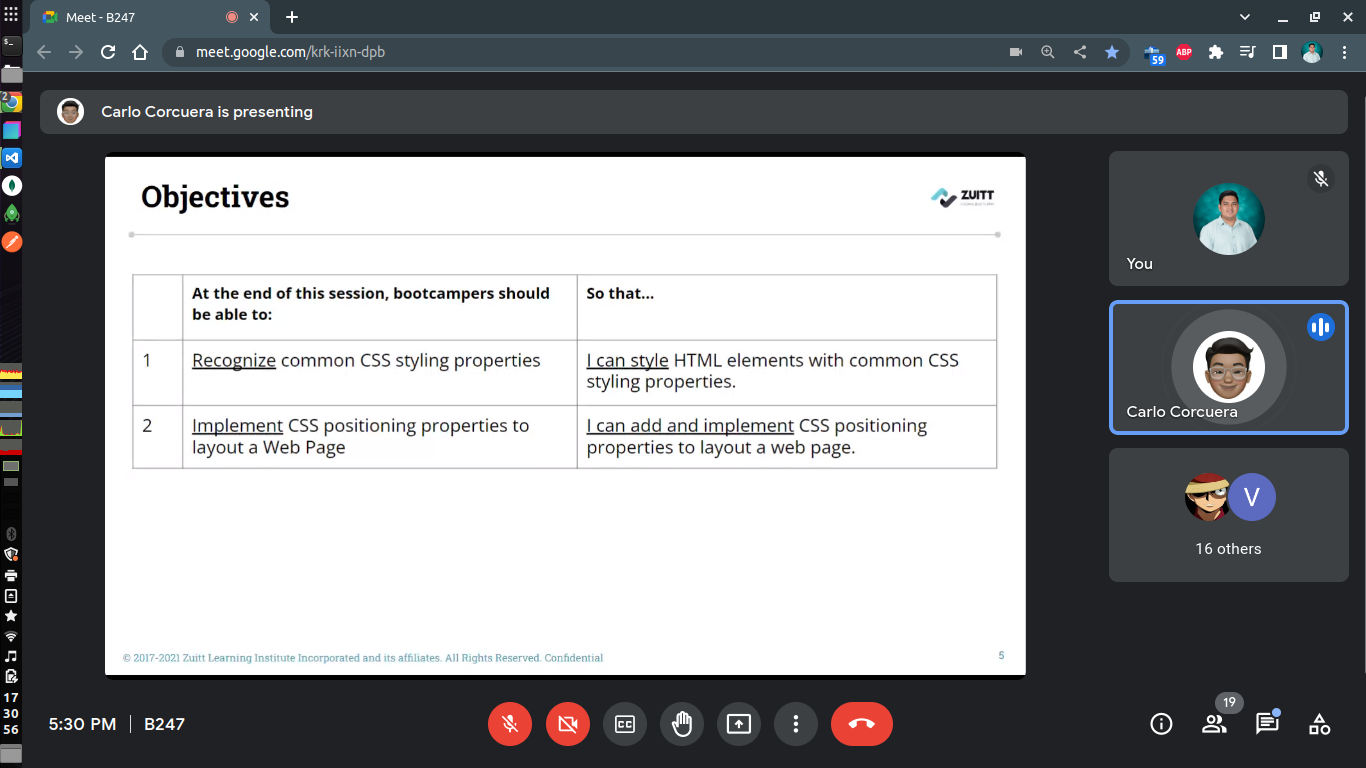 Meet - B247
meet.google.com/krk-iixn-dpb
59
ABP
2
Carlo Corcuera is presenting
Objectives
ZUITT
At the end of this session, bootcampers should
be able to:
So that...
1
Recognize common CSS styling properties
I can style HTML elements with common CSS
styling properties.
2
Implement CSS positioning properties to
layout a Web Page
I can add and implement CSS positioning
properties to layout a web page.
© 2017-2021 Zuitt Learning Institute Incorporated and its affiliates. All Rights Reserved. Confidential
5
You
Carlo Corcuera
V
16 others
17
30
56
5:30 PM
B247
CC
19